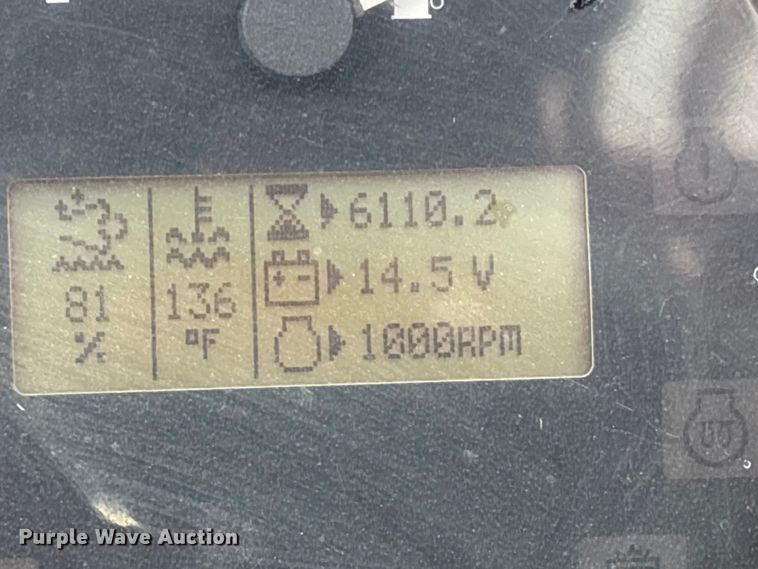 t±
6110.2
14.5 V
81
136
%
°F
1000RPM
Purple Wave Auction